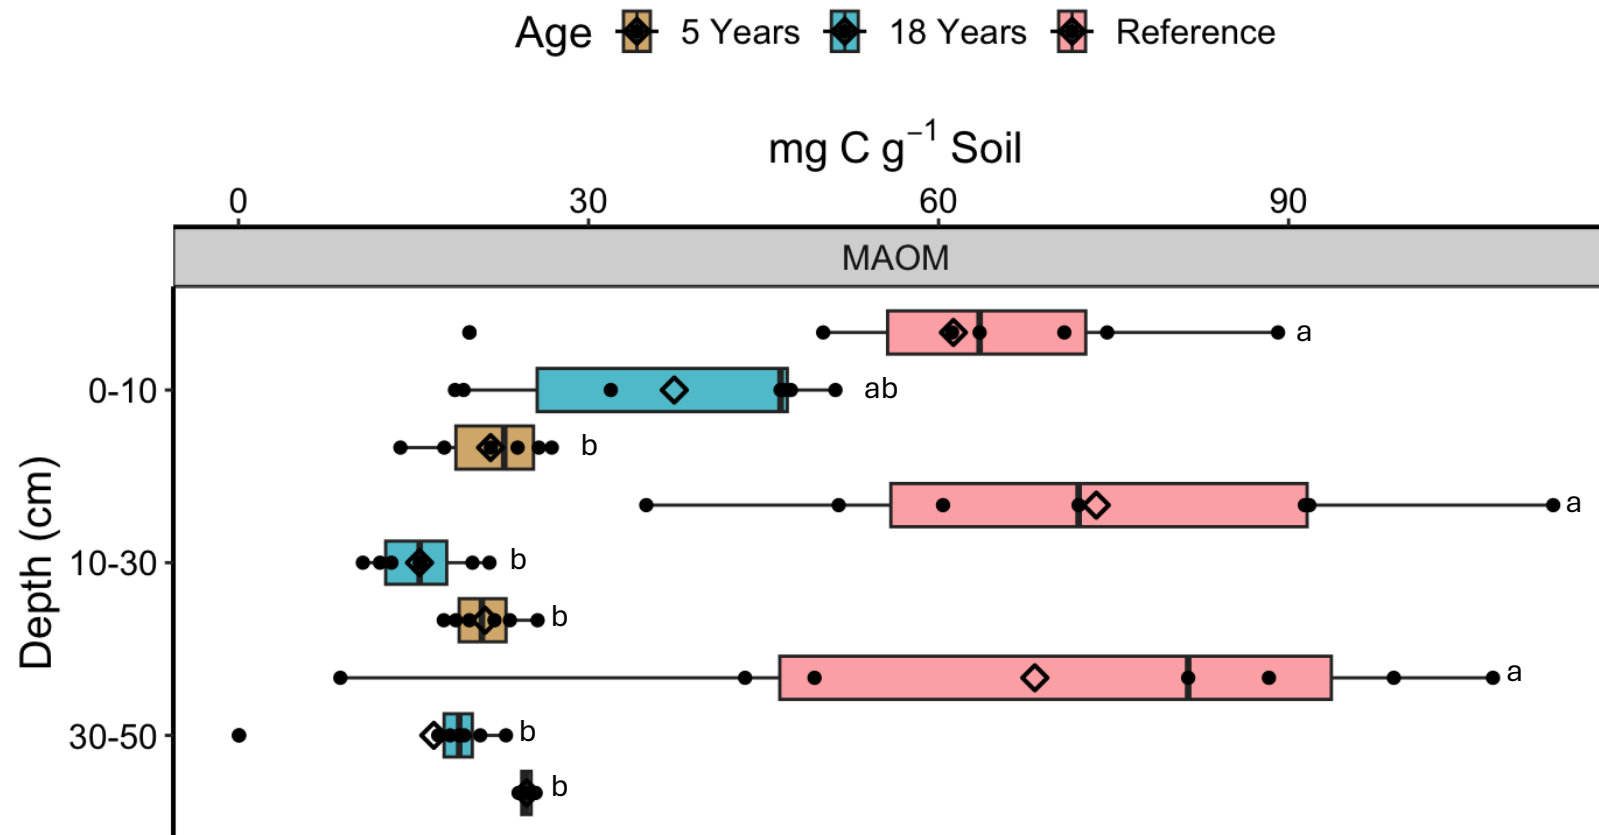 Age 5 Years 18 Years Reference
mg C g⁻¹ Soil
0 30 60 90
MAOM
a
0-10 ab
b
a
10-30 b
b
a
30-50 b
b
Depth (cm)